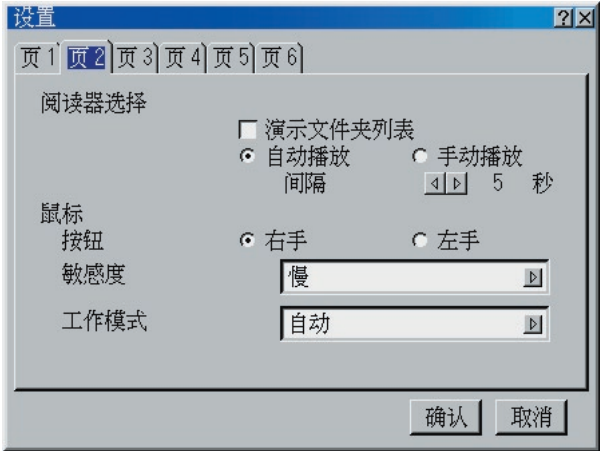 设置
页1 页2 页3 页4 页5 页6
阅读器选择
演示文件夹列表
自动播放 手动播放
间隔 5 秒
鼠标
按钮 右手 左手
敏感度 慢
工作模式 自动
确认 取消